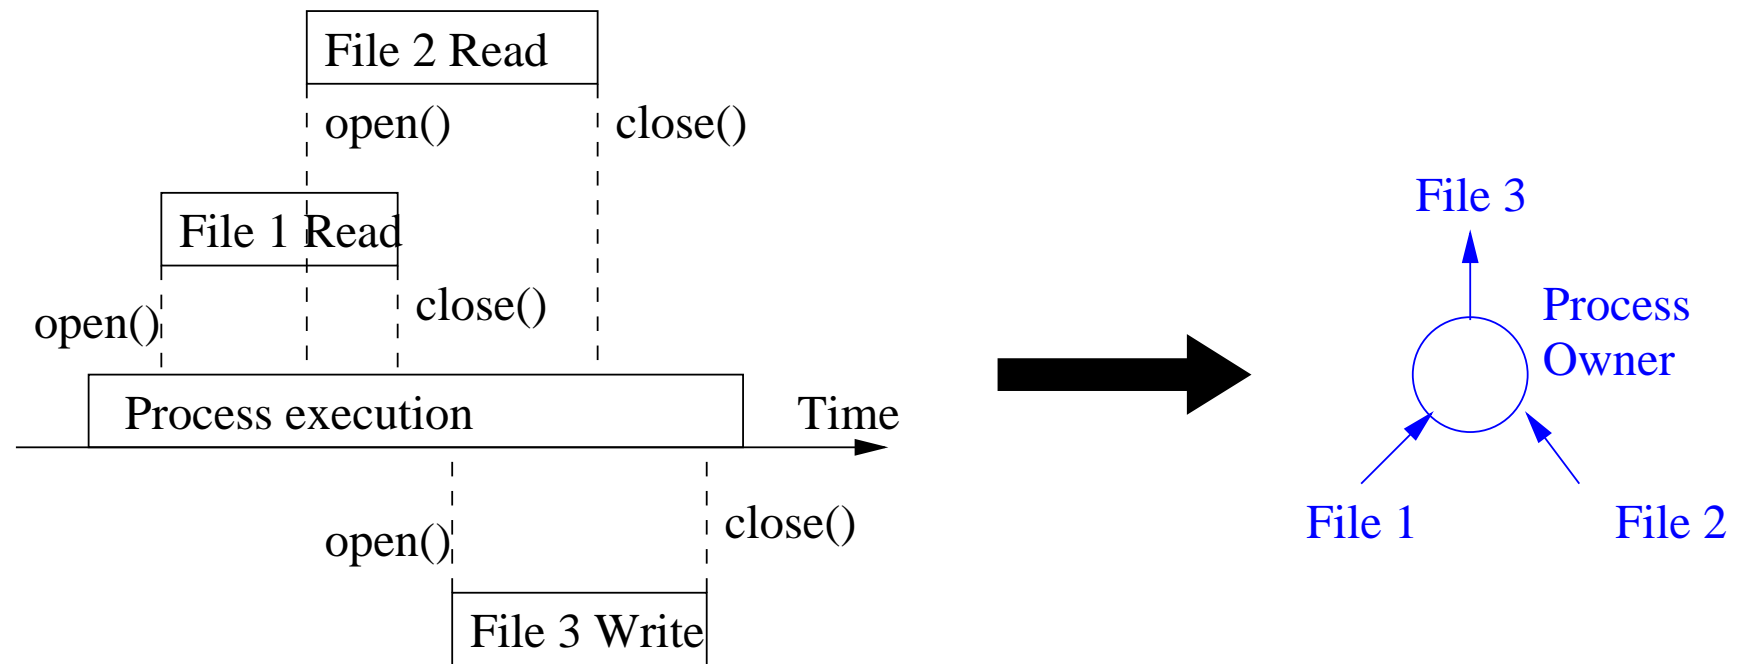 File 2 Read
open()
close()
File 1 Read
open()
close()
Process execution
Time
open()
close()
File 3 Write
File 3
Process
Owner
File 1
File 2